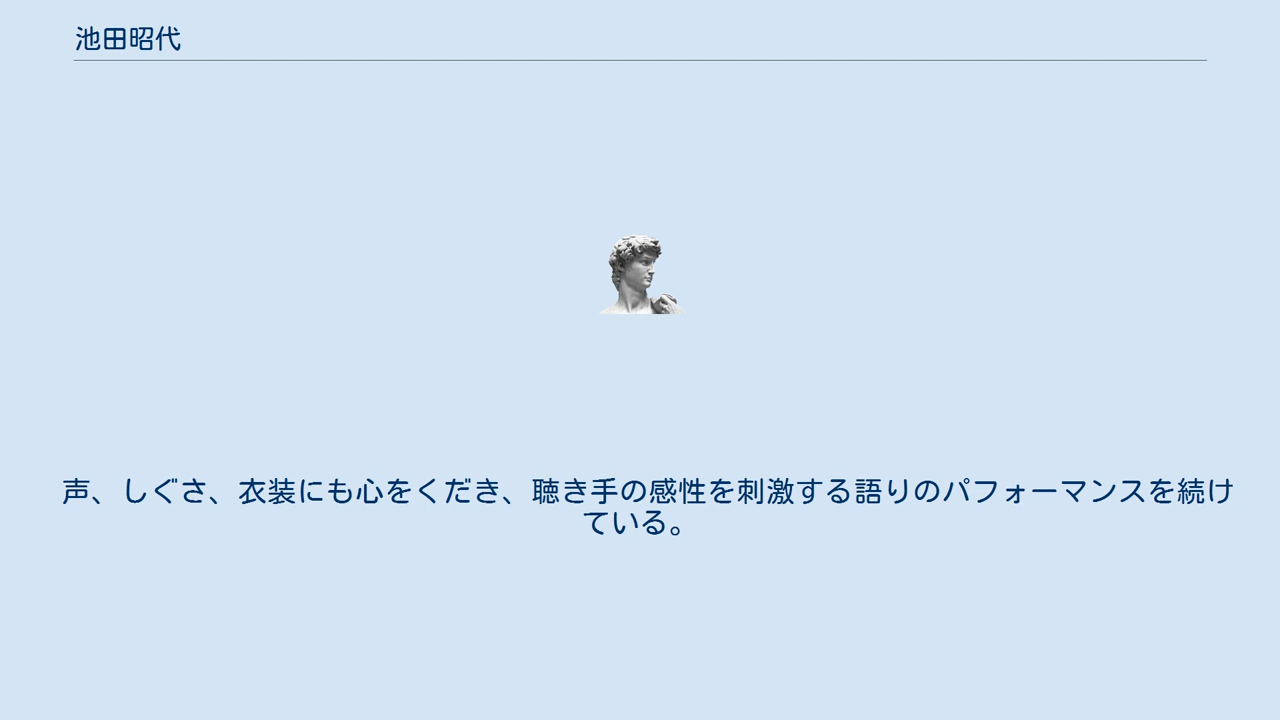 池田昭代
声、しぐさ、衣装にも心をくだき、聴き手の感性を刺激する語りのパフォーマンスを続け
ている。